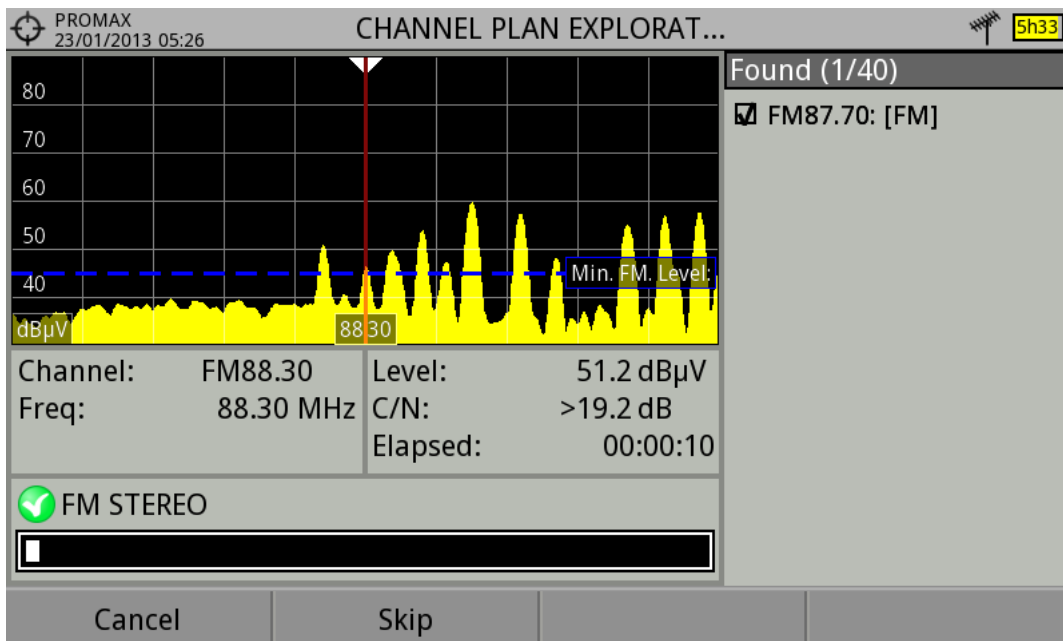 PROMAX
23/01/2013 05:26
CHANNEL PLAN EXPLORAT...
5h33
80
70
60
50
40
dBµV
88.30
Min. FM. Level:
Found (1/40)
FM87.70: [FM]
Channel: FM88.30
Freq: 88.30 MHz
Level: 51.2 dBµV
C/N: >19.2 dB
Elapsed: 00:00:10
FM STEREO
Cancel
Skip